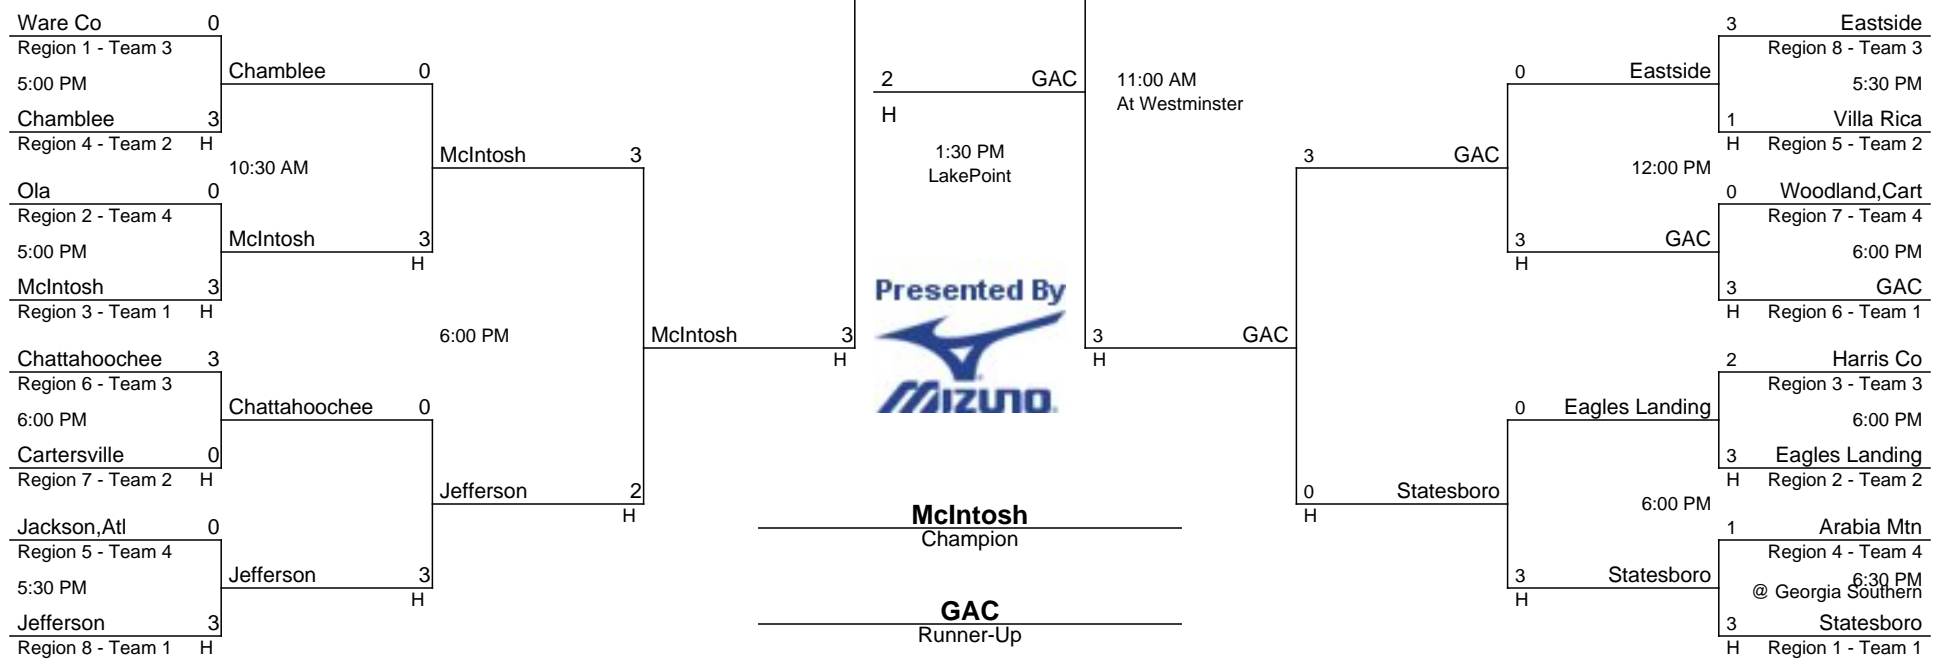 Ware Co 0
Region 1 - Team 3
5:00 PM
Chamblee 3
Region 4 - Team 2 H
Ola 0
Region 2 - Team 4
5:00 PM
McIntosh 3
Region 3 - Team 1 H
Chattahoochee 3
Region 6 - Team 3
6:00 PM
Cartersville 0
Region 7 - Team 2 H
Jackson,Atl 0
Region 5 - Team 4
5:30 PM
Jefferson 3
Region 8 - Team 1 H
Chamblee 0
10:30 AM
McIntosh 3
H
Chattahoochee 0
Jefferson 3
H
McIntosh 3
6:00 PM
Jefferson 2
H
McIntosh 3
H
2 GAC
H
1:30 PM
LakePoint
Presented By
MIZUNO
McIntosh
Champion
GAC
Runner-Up
11:00 AM
At Westminster
3 GAC
H
3 GAC
0 Statesboro
H
0 Eastside
12:00 PM
3 GAC
H
0 Eagles Landing
6:00 PM
3 Statesboro
H
3 Eastside
Region 8 - Team 3
5:30 PM
1 Villa Rica
H Region 5 - Team 2
0 Woodland,Cart
Region 7 - Team 4
6:00 PM
3 GAC
H Region 6 - Team 1
2 Harris Co
Region 3 - Team 3
6:00 PM
3 Eagles Landing
H Region 2 - Team 2
1 Arabia Mtn
Region 4 - Team 4
6:30 PM
@ Georgia Southern
3 Statesboro
H Region 1 - Team 1